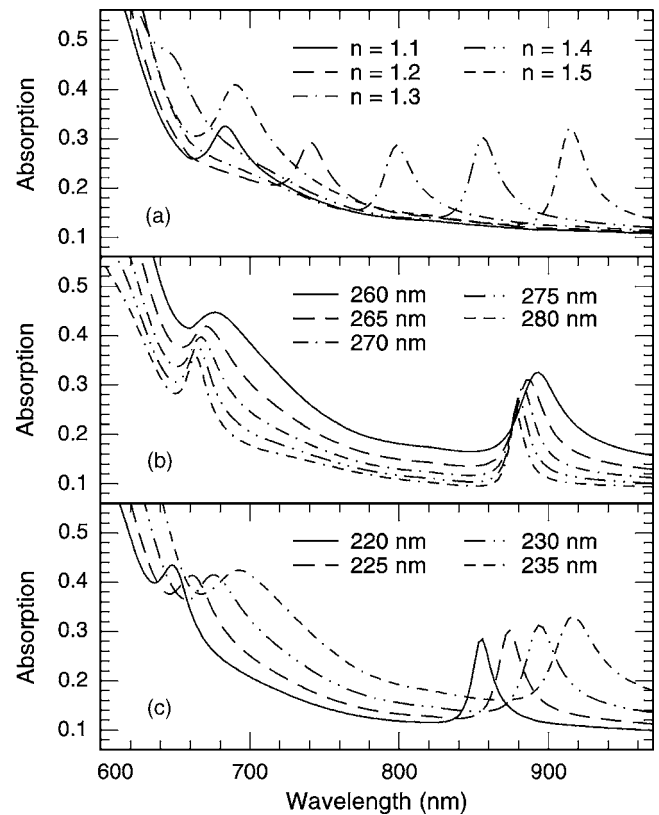 0.5
0.4
0.3
0.2
0.1
Absorption
n = 1.1
n = 1.2
n = 1.3
n = 1.4
n = 1.5
(a)
0.5
0.4
0.3
0.2
0.1
Absorption
260 nm
265 nm
270 nm
275 nm
280 nm
(b)
0.5
0.4
0.3
0.2
0.1
Absorption
220 nm
225 nm
230 nm
235 nm
(c)
600
700
800
900
Wavelength (nm)